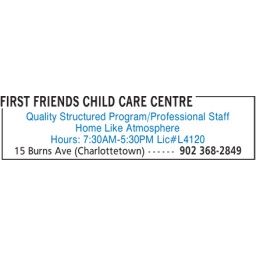 FIRST FRIENDS CHILD CARE CENTRE
Quality Structured Program/Professional Staff
Home Like Atmosphere
Hours: 7:30AM-5:30PM Lic#L4120
15 Burns Ave (Charlottetown) ------ 902 368-2849